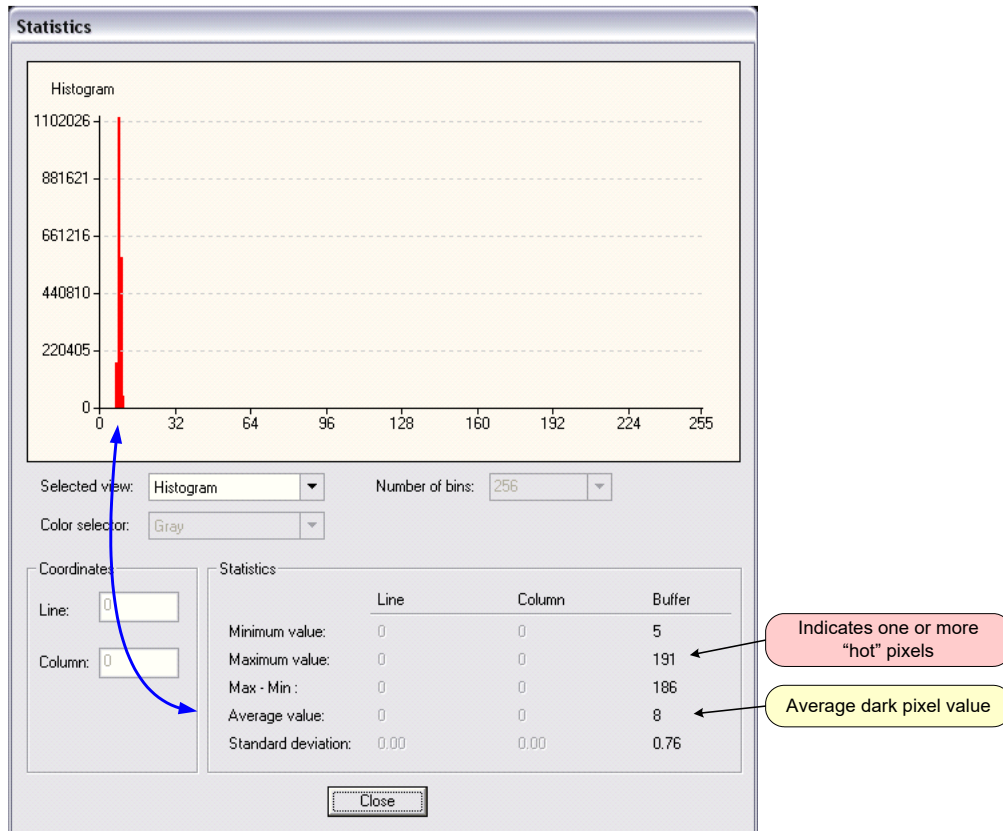 Statistics
Histogram
1102026
881621
661216
440810
220405
0
0 32 64 96 128 160 192 224 255
Selected view: Histogram Number of bins: 256
Color selector: Gray
Coordinates
Line: 0
Column: 0
Statistics
Line Column Buffer
Minimum value: 0 0 5
Maximum value: 0 0 191
Max - Min : 0 0 186
Average value: 0 0 8
Standard deviation: 0.00 0.00 0.76
Close
Indicates one or more
“hot” pixels
Average dark pixel value